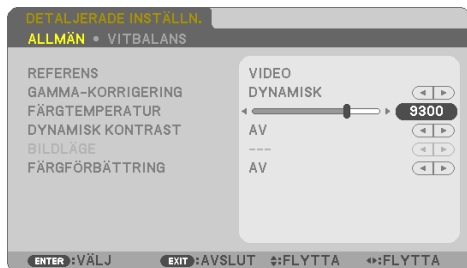 DETALJERADE INSTÄLLN.
ALLMÄN • VITBALANS
REFERENS VIDEO
GAMMA-KORRIGERING DYNAMISK
FÄRGTEMPERATUR 9300
DYNAMISK KONTRAST AV
BILDLÄGE ---
FÄRGFÖRBÄTTRING AV
ENTER:VÄLJ EXIT:AVSLUT :FLYTTA :FLYTTA